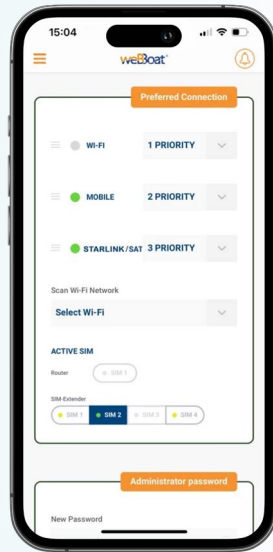 15:04
weBBoat
Preferred Connection
WI-FI 1 PRIORITY
MOBILE 2 PRIORITY
STARLINK/SAT 3 PRIORITY
Scan Wi-Fi Network
Select Wi-Fi
ACTIVE SIM
Router SIM 1
SIM-Extender
SIM 1 SIM 2 SIM 3 SIM 4
Administrator password
New Password